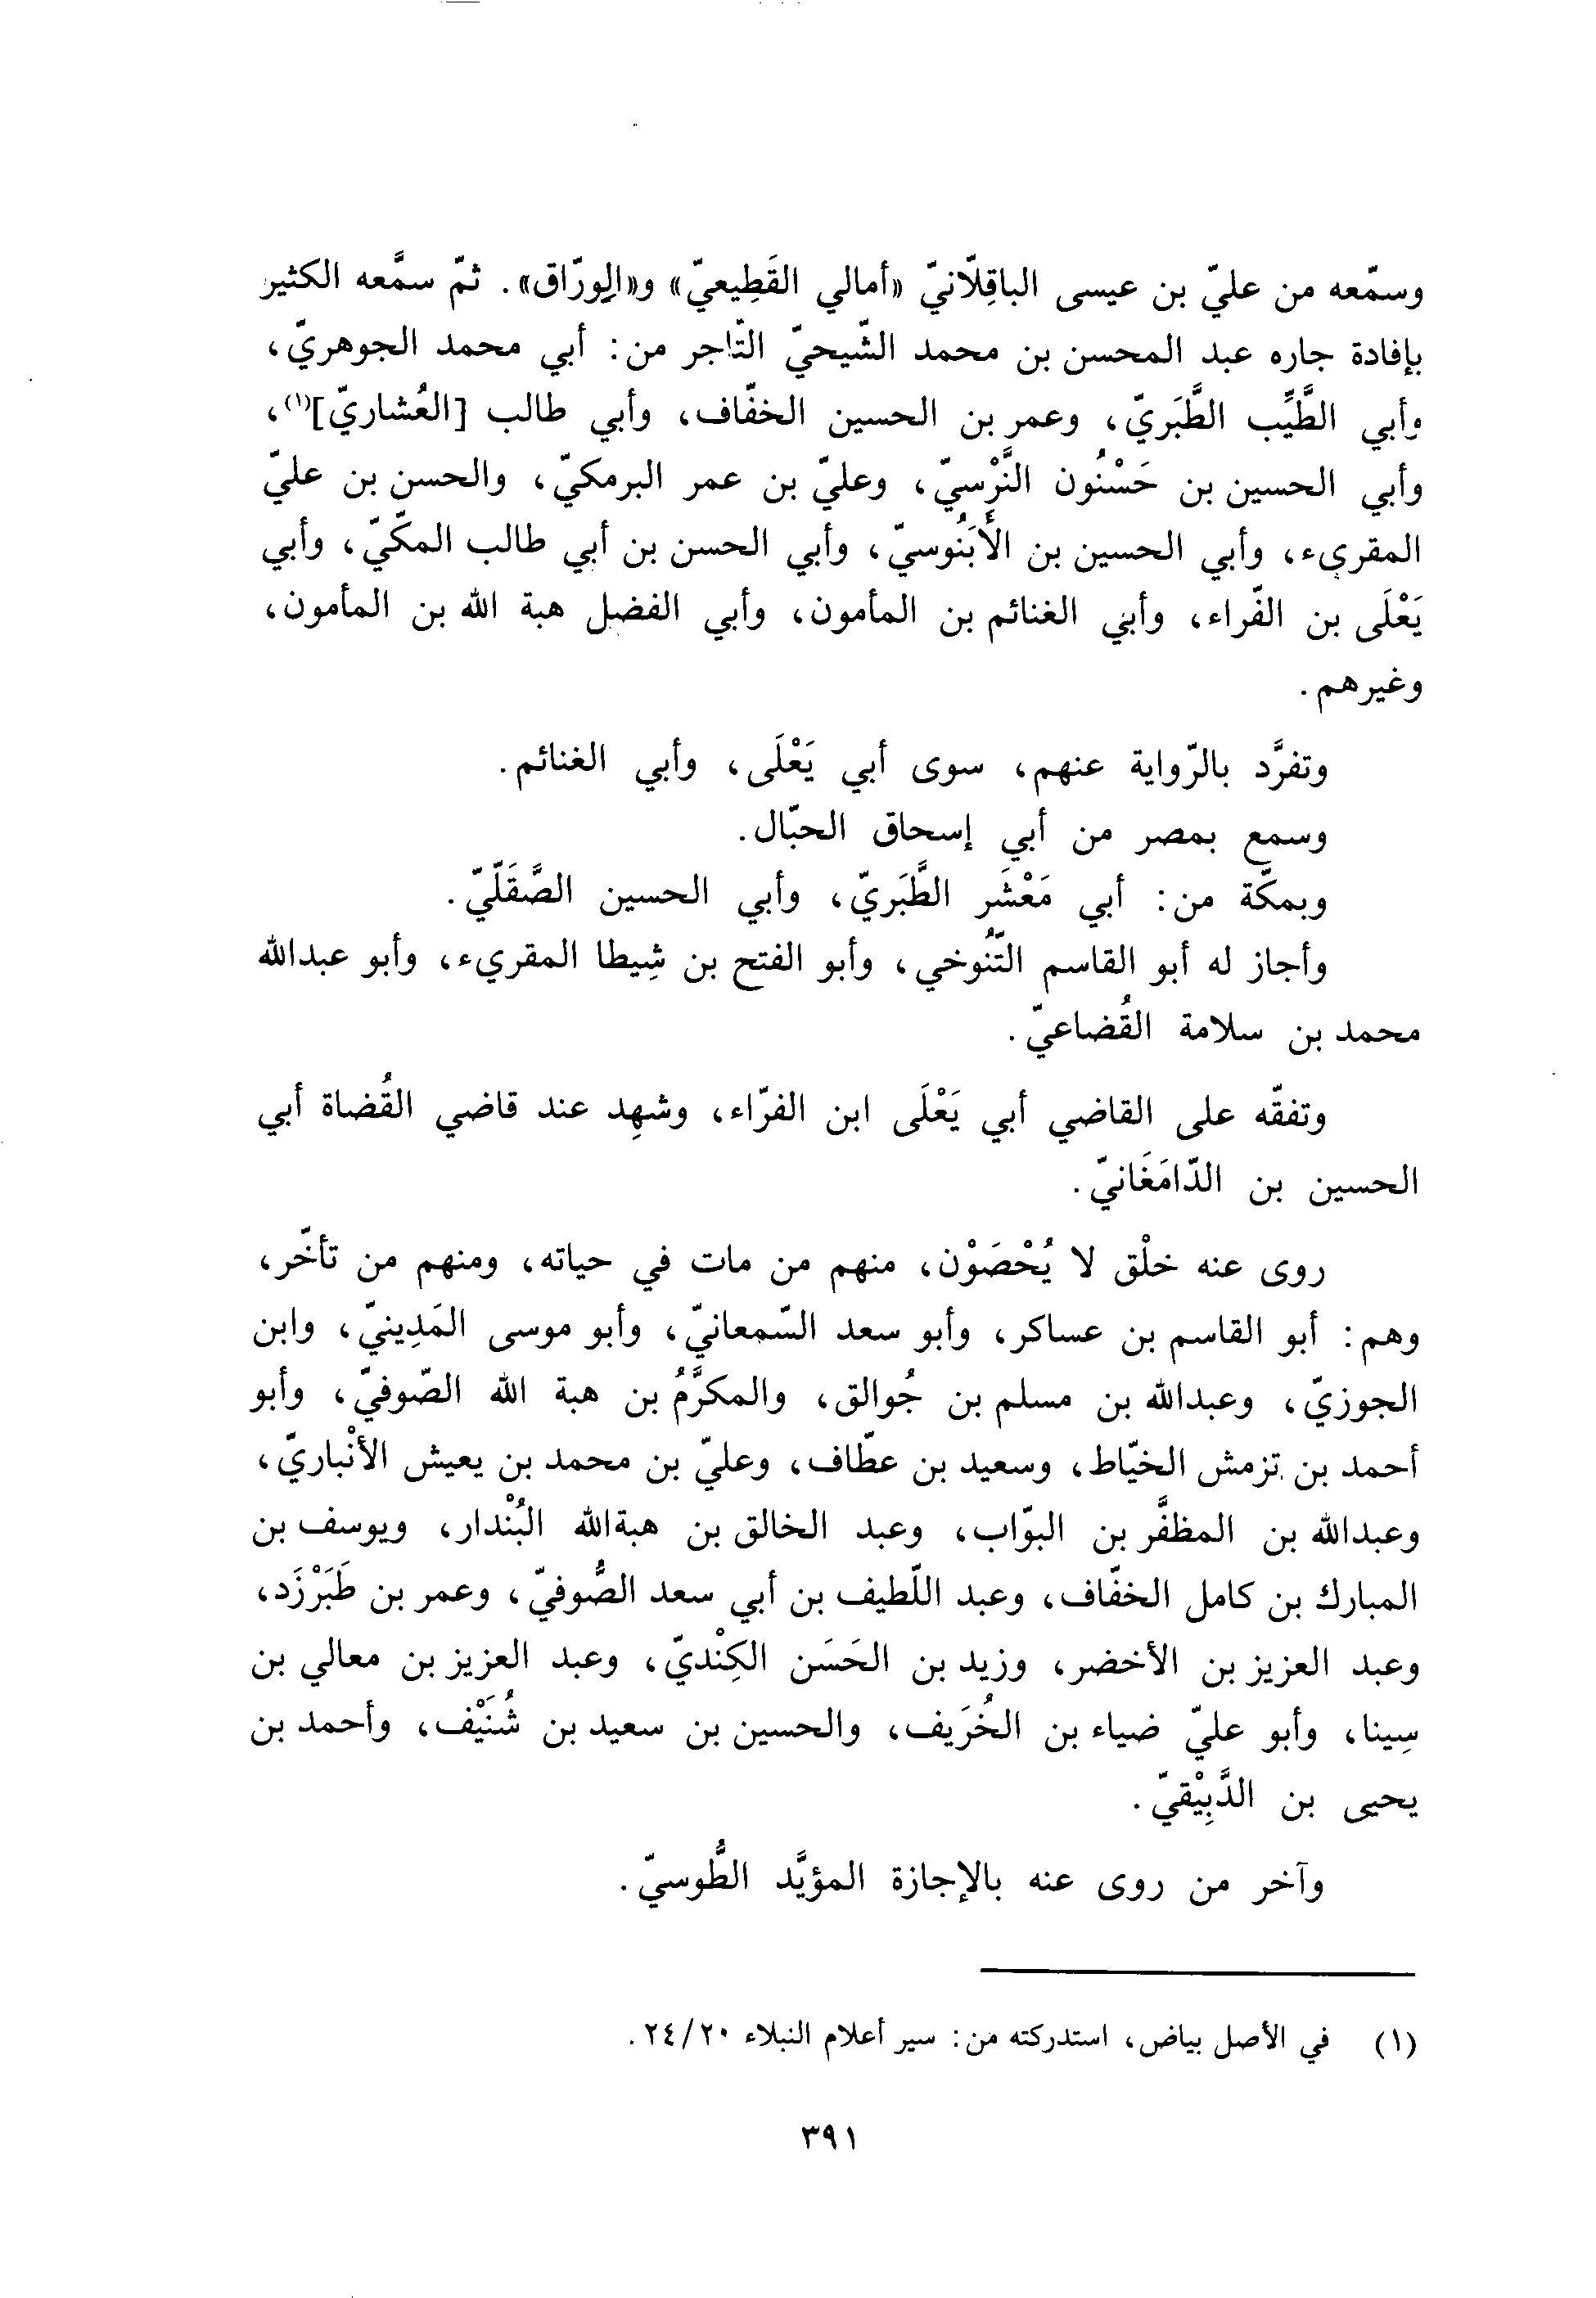 وسمّعه من عليّ بن عيسى الباقِلّانيّ «أمالي القَطِيعيّ» و«الوِرّاق». ثمّ سمَّعه الكثير
بإفادة جاره عبد المحسن بن محمد الشّيحيّ التّاجر من: أبي محمد الجوهريّ،
وأبي الطَّيِّب الطَّبَريّ، وعمر بن الحسين الخفّاف، وأبي طالب [العُشاريّ](١)،
وأبي الحسين بن حَسْنُون النَّرْسيّ، وعليّ بن عمر البرمكيّ، والحسن بن عليّ
المقريء، وأبي الحسين بن الأَبَنُوسيّ، وأبي الحسن بن أبي طالب المكّيّ، وأبي
يَعْلَى بن الفّراء، وأبي الغنائم بن المأمون، وأبي الفضل هبة الله بن المأمون،
وغيرهم.
وتفرَّد بالرّواية عنهم، سوى أبي يَعْلَى، وأبي الغنائم.
وسمع بمصر من أبي إسحاق الحبّال.
وبمكّة من: أبي مَعْشَر الطَّبَريّ، وأبي الحسين الصَّقَلّيّ.
وأجاز له أبو القاسم التّنُوخي، وأبو الفتح بن شِيطا المقريء، وأبو عبدالله
محمد بن سلامة القُضاعيّ.
وتفقّه على القاضي أبي يَعْلَى ابن الفرّاء، وشهِد عند قاضي القُضاة أبي
الحسين بن الدّامَغَانيّ.
روى عنه خلْق لا يُحْصَوْن، منهم من مات في حياته، ومنهم من تأخّر،
وهم: أبو القاسم بن عساكر، وأبو سعد السّمعانيّ، وأبو موسى المَدِينيّ، وابن
الجوزيّ، وعبدالله بن مسلم بن جُوالق، والمكرَّمُ بن هبة الله الصّوفيّ، وأبو
أحمد بن تزمش الخيّاط، وسعيد بن عطّاف، وعليّ بن محمد بن يعيش الأنْباريّ،
وعبدالله بن المظفَّر بن البوّاب، وعبد الخالق بن هبةالله البُنْدار، ويوسف بن
المبارك بن كامل الخفّاف، وعبد اللّطيف بن أبي سعد الصُّوفيّ، وعمر بن طَبَرْزَد،
وعبد العزيز بن الأخضر، وزيد بن الحَسَن الكِنْديّ، وعبد العزيز بن معالي بن
سِينا، وأبو عليّ ضياء بن الخُرَيف، والحسين بن سعيد بن شُنَيْف، وأحمد بن
يحيى بن الدَّبِيْقيّ.
وآخر من روى عنه بالإجازة المؤيَّد الطُّوسيّ.
(١) في الأصل بياض، استدركته من: سير أعلام النبلاء ٢٤/٢٠.
٣٩١